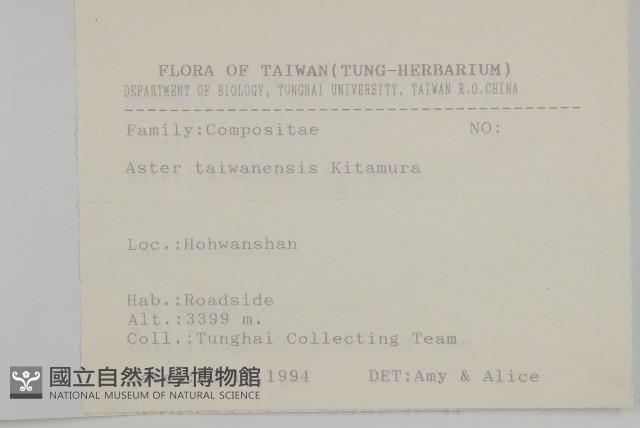 FLORA OF TAIWAN(TUNG-HERBARIUM)
DEPARTMENT OF BIOLOGY, TUNGHAI UNIVERSITY, TAIWAN R.O.CHINA
Family:Compositae NO:
Aster taiwanensis Kitamura
Loc.:Hohwanshan
Hab.:Roadside
Alt.:3399 m.
Coll.:Tunghai Collecting Team
,1994 DET:Amy & Alice
國立自然科學博物館
NATIONAL MUSEUM OF NATURAL SCIENCE